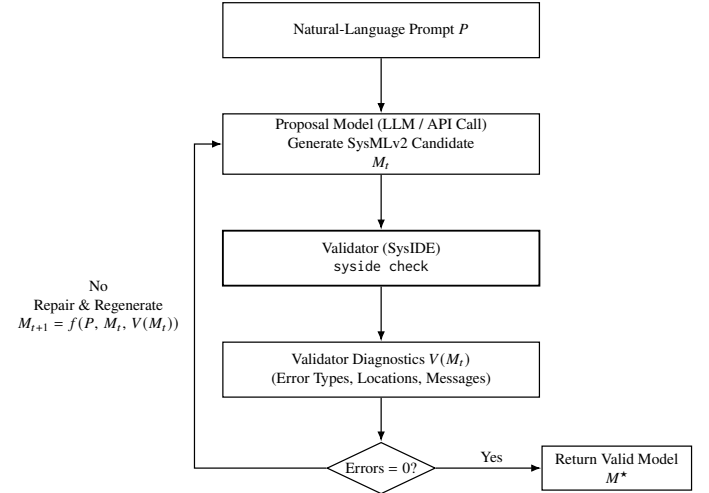 Natural-Language Prompt P
Proposal Model (LLM / API Call)
Generate SysMLv2 Candidate
Mₜ
Validator (SysIDE)
syside check
No
Repair & Regenerate
Mₜ₊₁ = f(P, Mₜ, V(Mₜ))
Validator Diagnostics V(Mₜ)
(Error Types, Locations, Messages)
Errors = 0?
Yes
Return Valid Model
M★